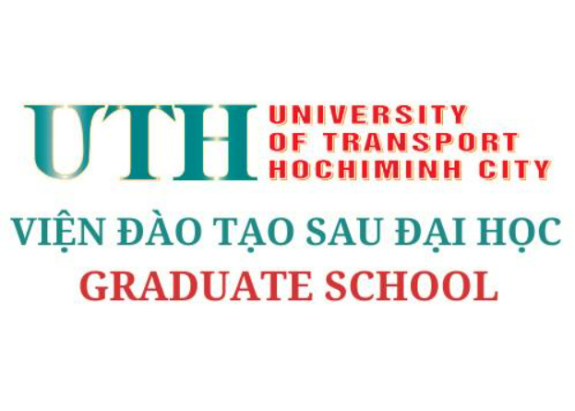 UTH
UNIVERSITY
OF TRANSPORT
HOCHIMINH CITY
VIỆN ĐÀO TẠO SAU ĐẠI HỌC
GRADUATE SCHOOL